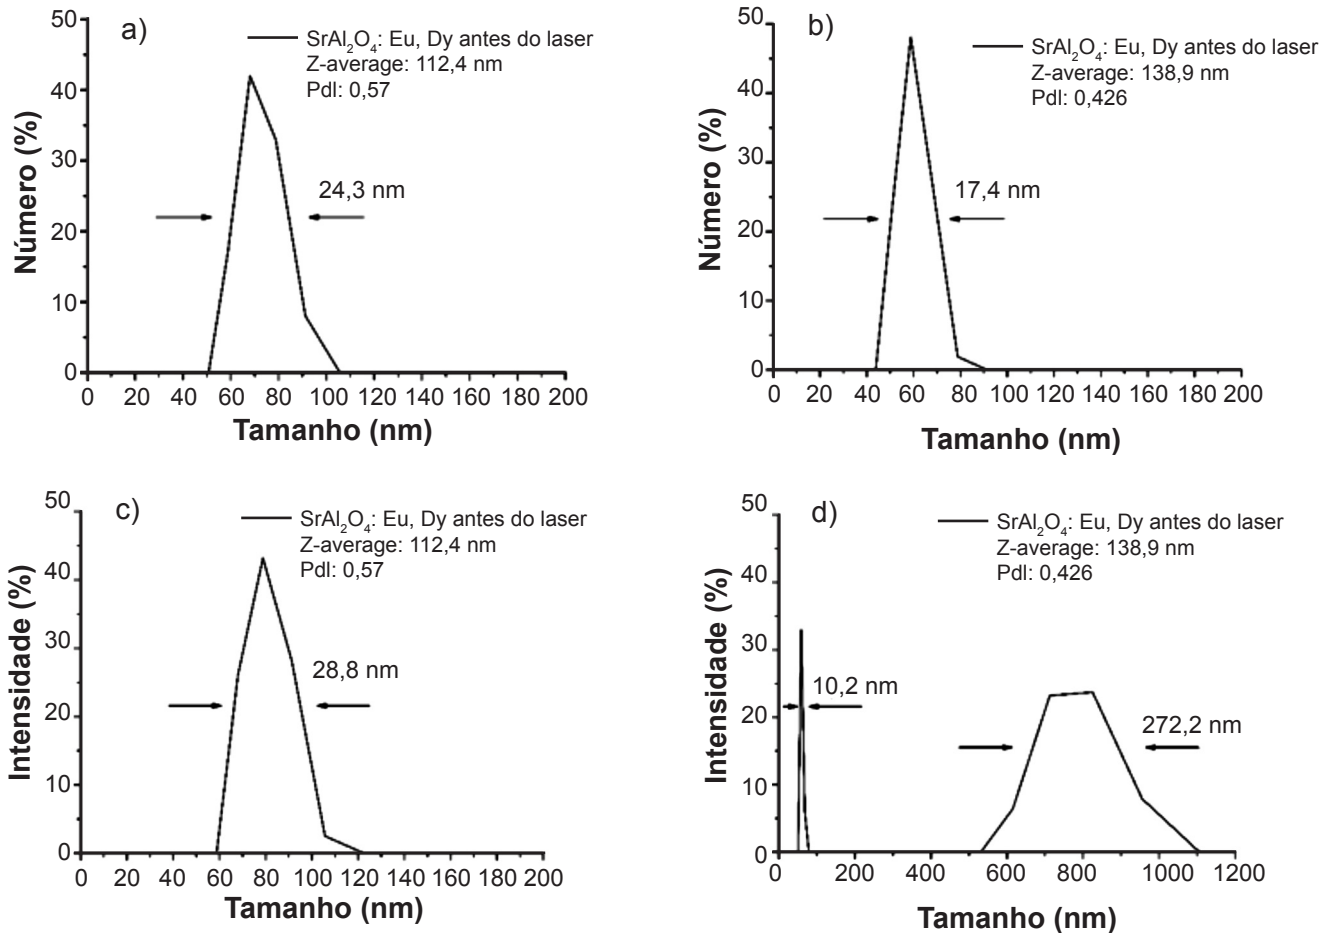 a)
SrAl₂O₄: Eu, Dy antes do laser
Z-average: 112,4 nm
PdI: 0,57
24,3 nm
Número (%)
50
40
30
20
10
0
0 20 40 60 80 100 120 140 160 180 200
Tamanho (nm)
b)
SrAl₂O₄: Eu, Dy antes do laser
Z-average: 138,9 nm
PdI: 0,426
17,4 nm
Número (%)
50
40
30
20
10
0
0 20 40 60 80 100 120 140 160 180 200
Tamanho (nm)
c)
SrAl₂O₄: Eu, Dy antes do laser
Z-average: 112,4 nm
PdI: 0,57
28,8 nm
Intensidade (%)
50
40
30
20
10
0
0 20 40 60 80 100 120 140 160 180 200
Tamanho (nm)
d)
SrAl₂O₄: Eu, Dy antes do laser
Z-average: 138,9 nm
PdI: 0,426
10,2 nm
272,2 nm
Intensidade (%)
50
40
30
20
10
0
0 200 400 600 800 1000 1200
Tamanho (nm)